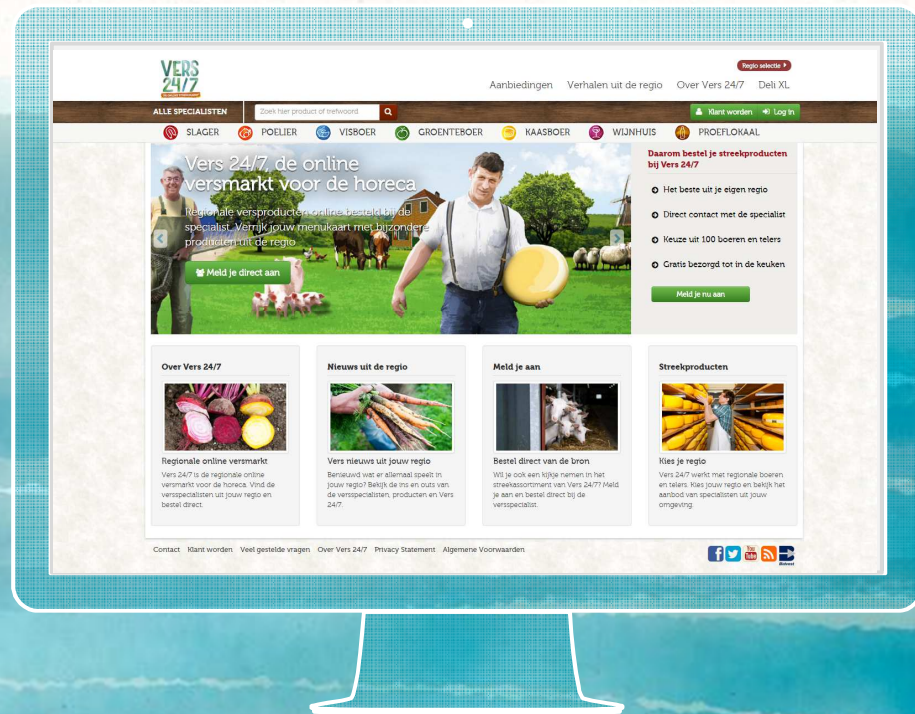 VERS
24/7
Regio selectie
Aanbiedingen Verhalen uit de regio Over Vers 24/7 Deli XL
ALLE SPECIALISTEN
Zoek hier product of trefwoord
Klant worden Log in
SLAGER POELIER VISBOER GROENTEBOER KAASBOER WIJNHUIS PROEFLOKAAL
Vers 24/7, de online
versmarkt voor de horeca
Regionale versproducten online besteld bij de
specialist. Verrijk jouw menukaart met bijzondere
producten uit de regio
Meld je direct aan
Daarom bestel je streekproducten
bij Vers 24/7
Het beste uit je eigen regio
Direct contact met de specialist
Keuze uit 100 boeren en telers
Gratis bezorgd tot in de keuken
Meld je nu aan
Over Vers 24/7
Regionale online versmarkt
Vers 24/7 is de regionale online
versmarkt voor de horeca. Vind de
versspecialisten uit jouw regio en
bestel direct.
Nieuws uit de regio
Vers nieuws uit jouw regio
Benieuwd wat er allemaal speelt in
jouw regio? Bekijk de ins en outs van
de versspecialisten, producten en Vers
24/7.
Meld je aan
Bestel direct van de bron
Wil je ook een kijkje nemen in het
streekassortiment van Vers 24/7? Meld
je aan en bestel direct bij de
versspecialist.
Streekproducten
Kies je regio
Vers 24/7 werkt met regionale boeren
en telers. Kies jouw regio en bekijk het
aanbod van specialisten uit jouw
omgeving.
Contact Klant worden Veel gestelde vragen Over Vers 24/7 Privacy Statement Algemene Voorwaarden
You
Tube
Bidvest